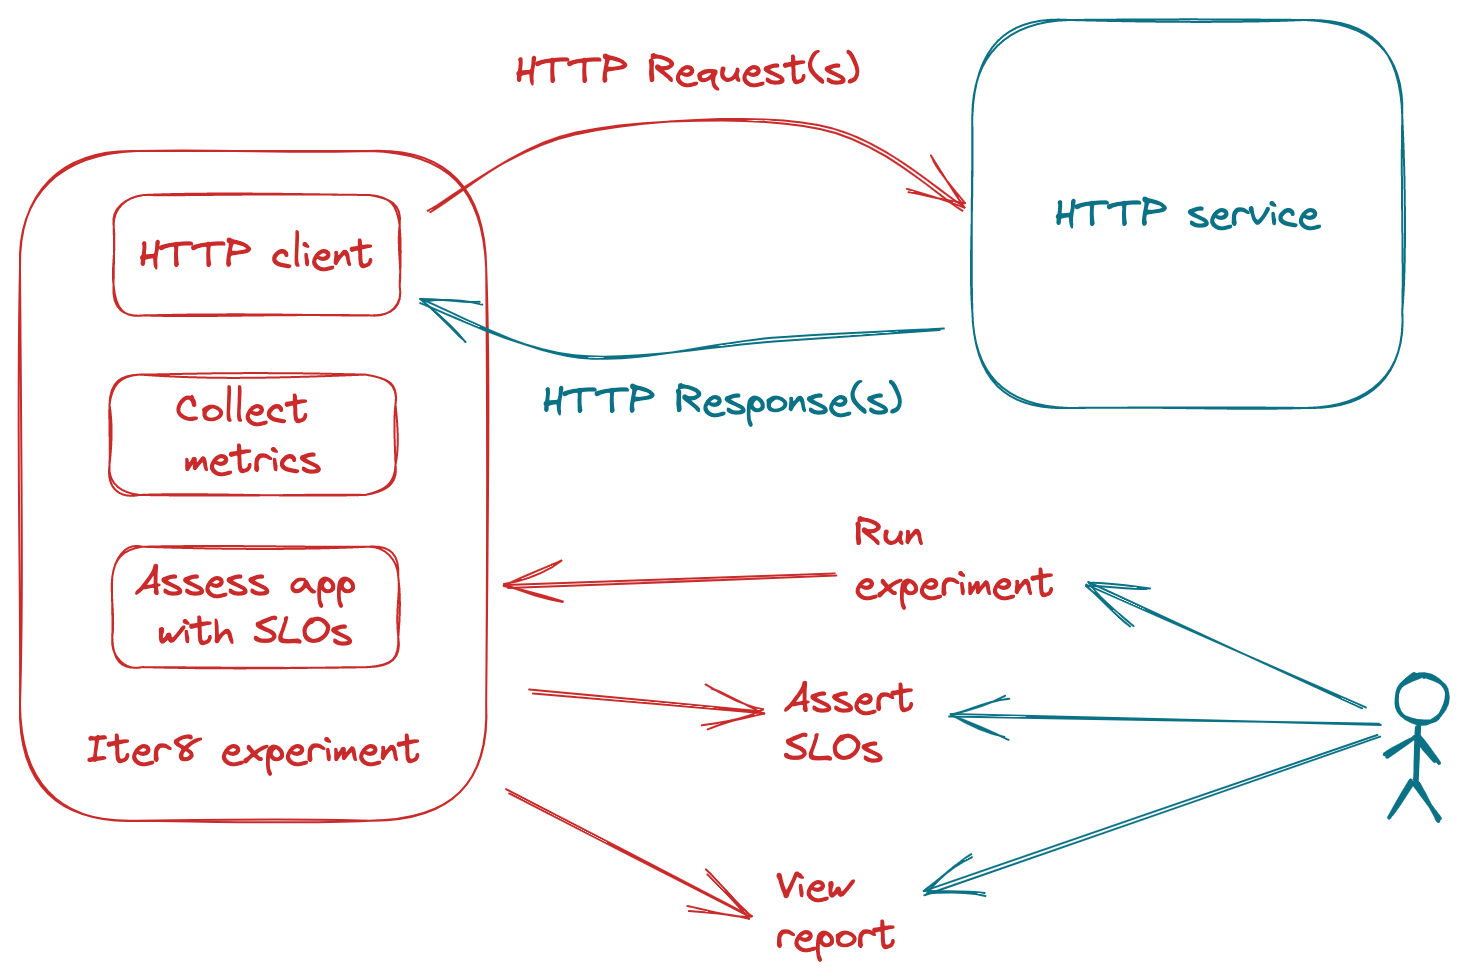 HTTP Request(s)
HTTP service
HTTP client
HTTP Response(s)
Collect
metrics
Run
experiment
Assess app
with SLOs
Assert
SLOs
Iter8 experiment
View
report